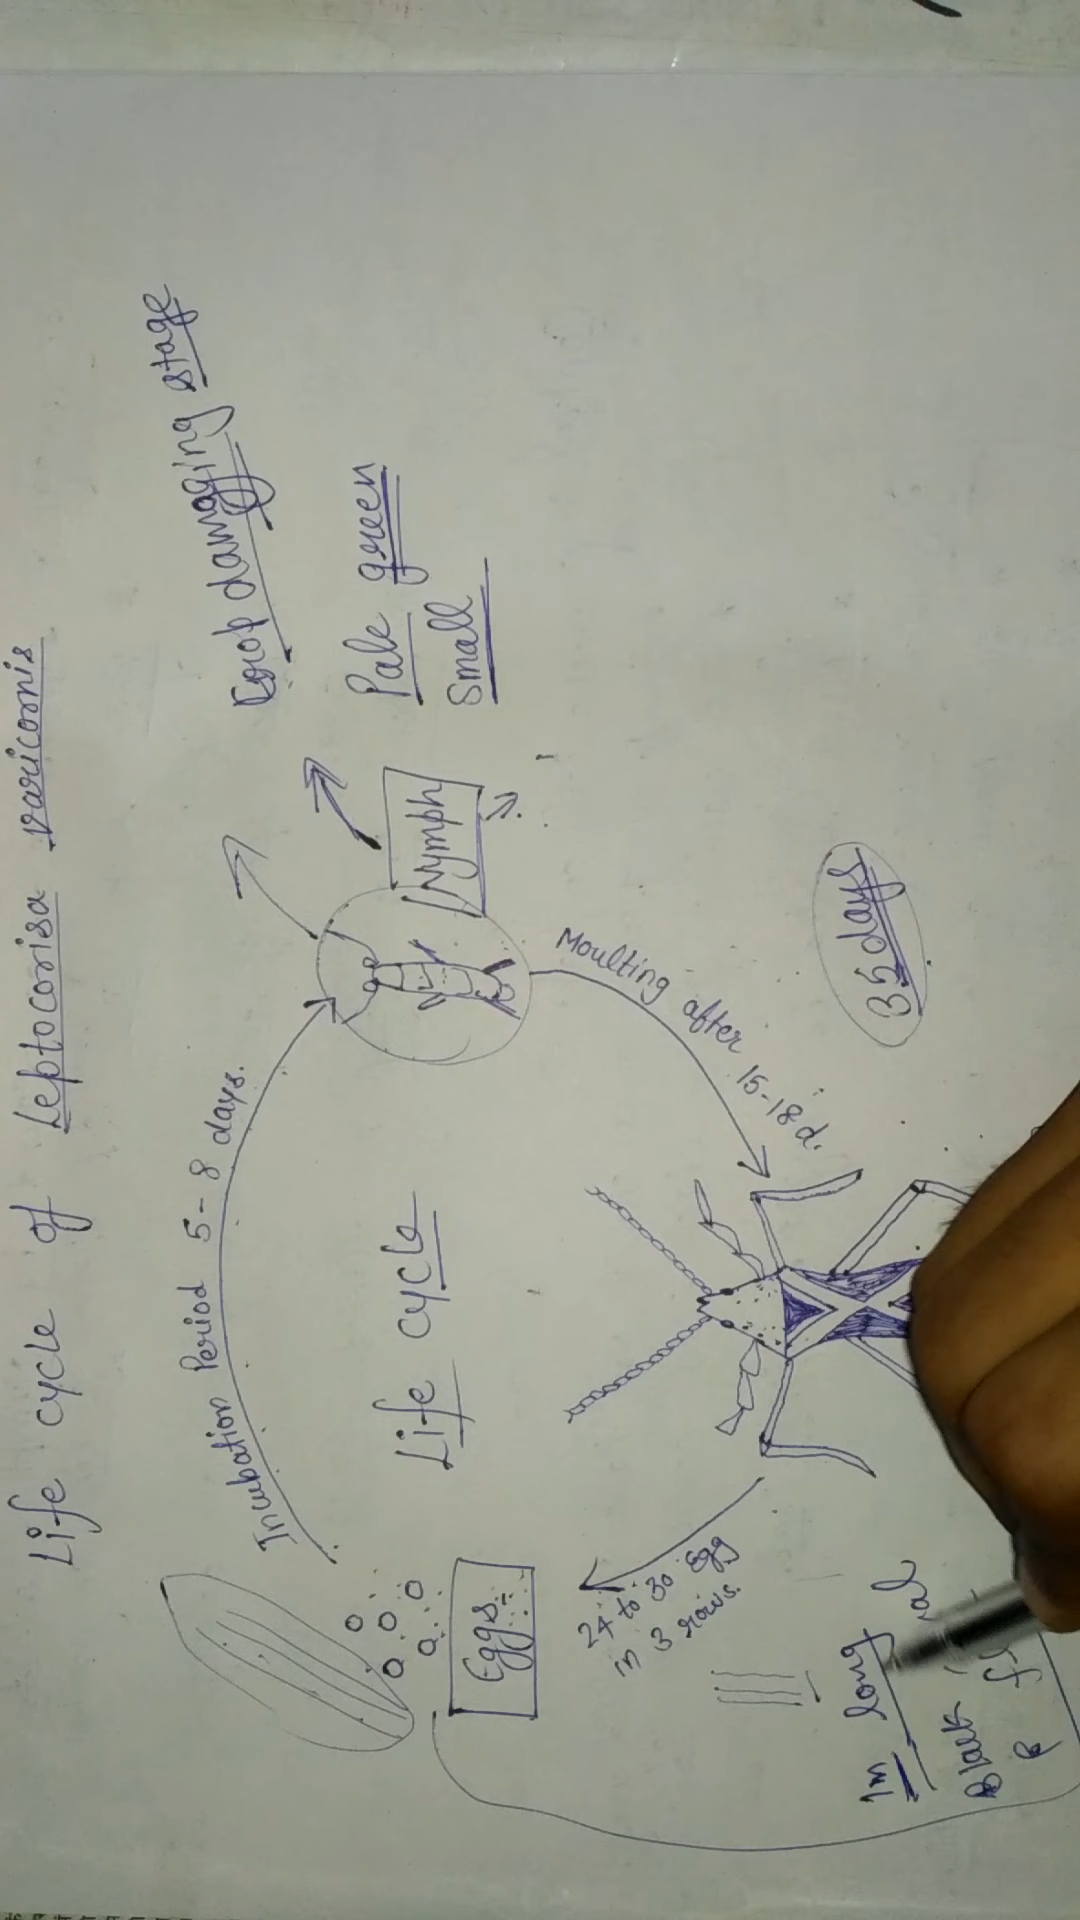 Life cycle of Leptocorisa varicornis
Crop damaging stage
Pale green
Small
Incubation Period 5-8 days.
Nymph
Life cycle
Moulting after 15-18d.
35 days
Eggs
24 to 30 Egg
in 3 rows.
1m long
Black